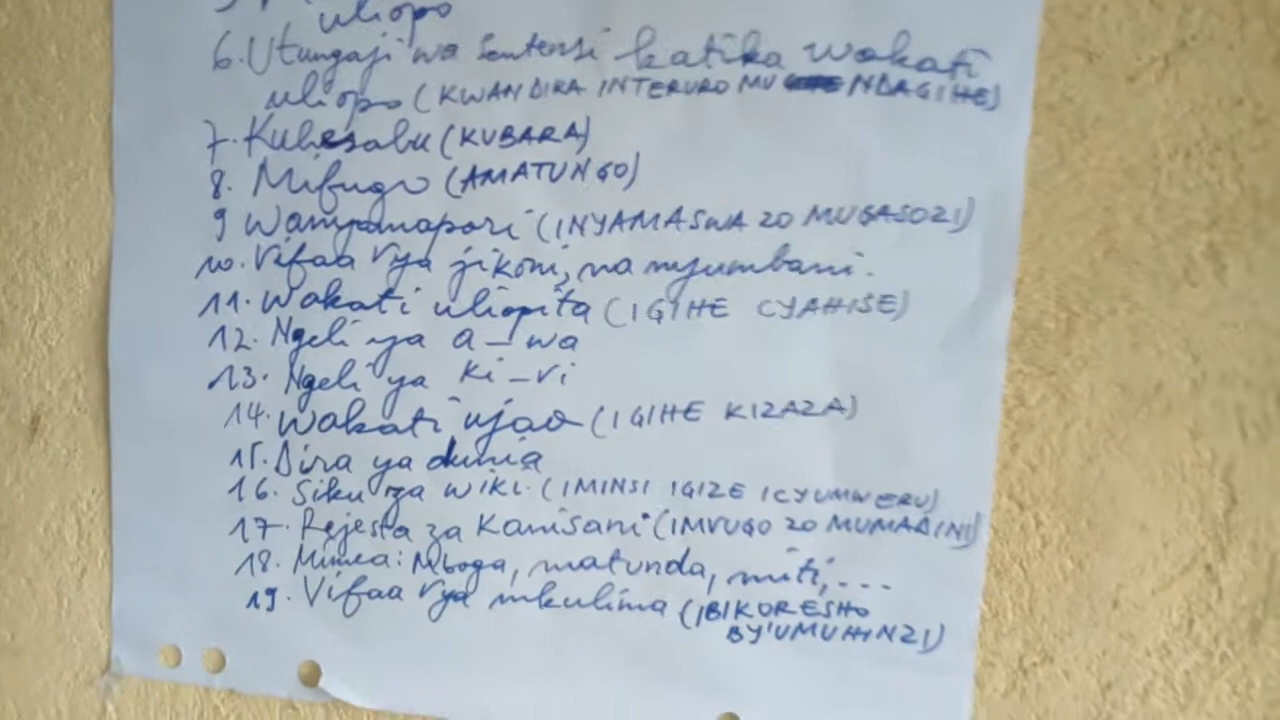 uliopo
6. Utungaji wa sentensi katika wakati
uliopo (KWANDIKA INTERURO MU NDAGIHE)
7. Kuhesabu (KUBARA)
8. Mifugo (AMATUNGO)
9 Wanyamapori (INYAMASWA ZO MUGASOZI)
10. Vifaa vya jikoni, na nyumbani.
11. Wakati uliopita (IGIHE CYAHISE)
12. Ngeli ya a-wa
13. Ngeli ya ki-vi
14. Wakati ujao (IGIHE KIZAZA)
15. Dira ya dunia
16. Siku za wiki. (IMINSI IGIZE ICYUMWERU)
17. Rejesta za Kanisani (IMVUGO ZO MUMADINI)
18. Mimea: Mboga, matunda, miti,...
19. Vifaa vya mkulima (IBIKORESHO
BY'UMUHINZI)